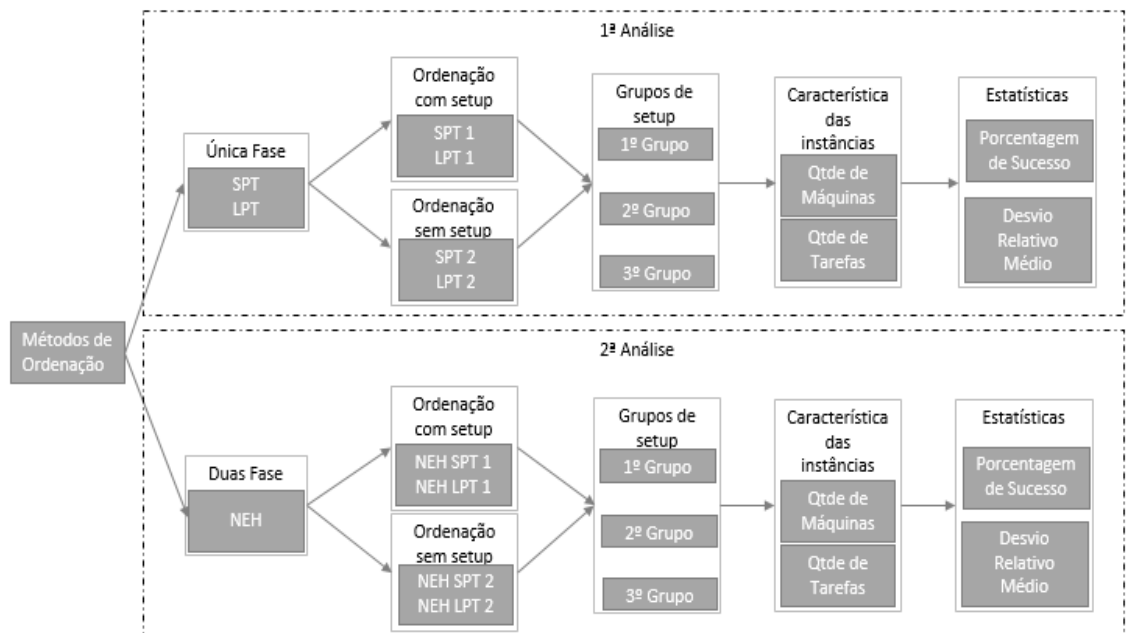 1ª Análise
Única Fase
SPT
LPT
Ordenação
com setup
SPT 1
LPT 1
Ordenação
sem setup
SPT 2
LPT 2
Grupos de
setup
1º Grupo
2º Grupo
3º Grupo
Característica
das
instâncias
Qtde de
Máquinas
Qtde de
Tarefas
Estatísticas
Porcentagem
de Sucesso
Desvio
Relativo
Médio
Métodos de
Ordenação
2ª Análise
Duas Fase
NEH
Ordenação
com setup
NEH SPT 1
NEH LPT 1
Ordenação
sem setup
NEH SPT 2
NEH LPT 2
Grupos de
setup
1º Grupo
2º Grupo
3º Grupo
Característica
das
instâncias
Qtde de
Máquinas
Qtde de
Tarefas
Estatísticas
Porcentagem
de Sucesso
Desvio
Relativo
Médio